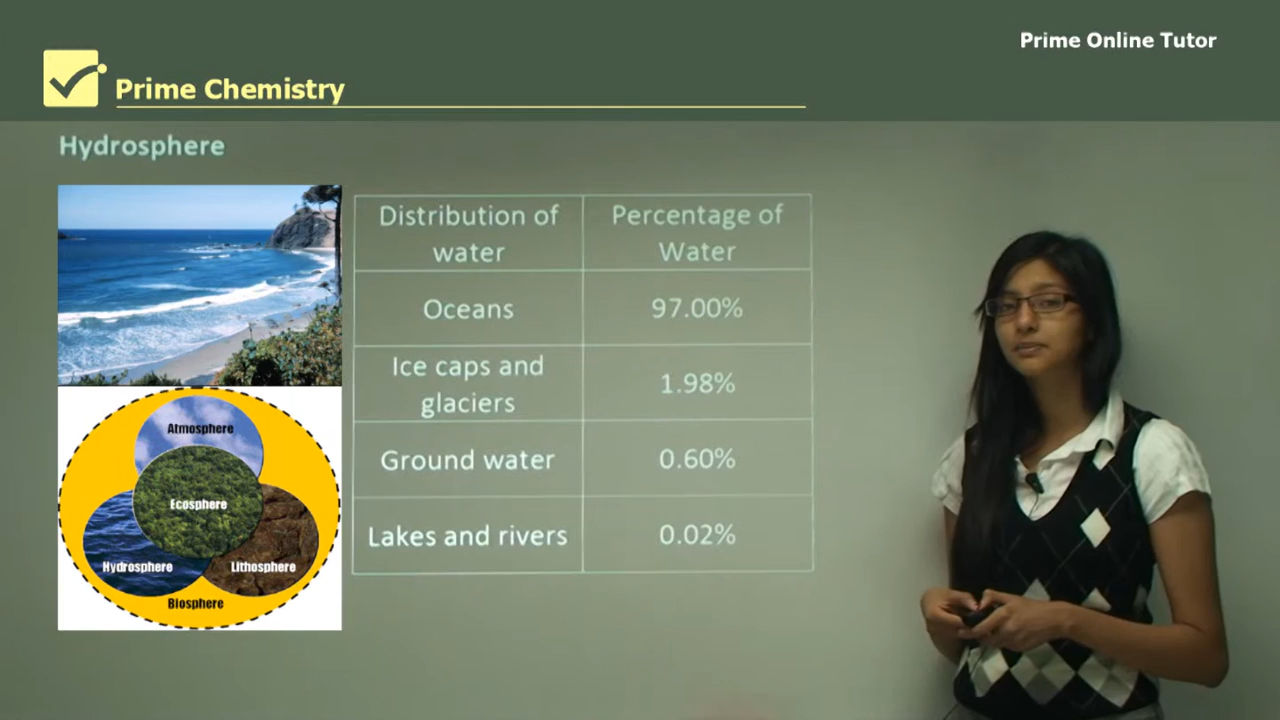 Prime Online Tutor
Prime Chemistry
Hydrosphere
Distribution of
water
Percentage of
Water
Oceans
97.00%
Ice caps and
glaciers
1.98%
Ground water
0.60%
Lakes and rivers
0.02%
Atmosphere
Ecosphere
Hydrosphere
Lithosphere
Biosphere